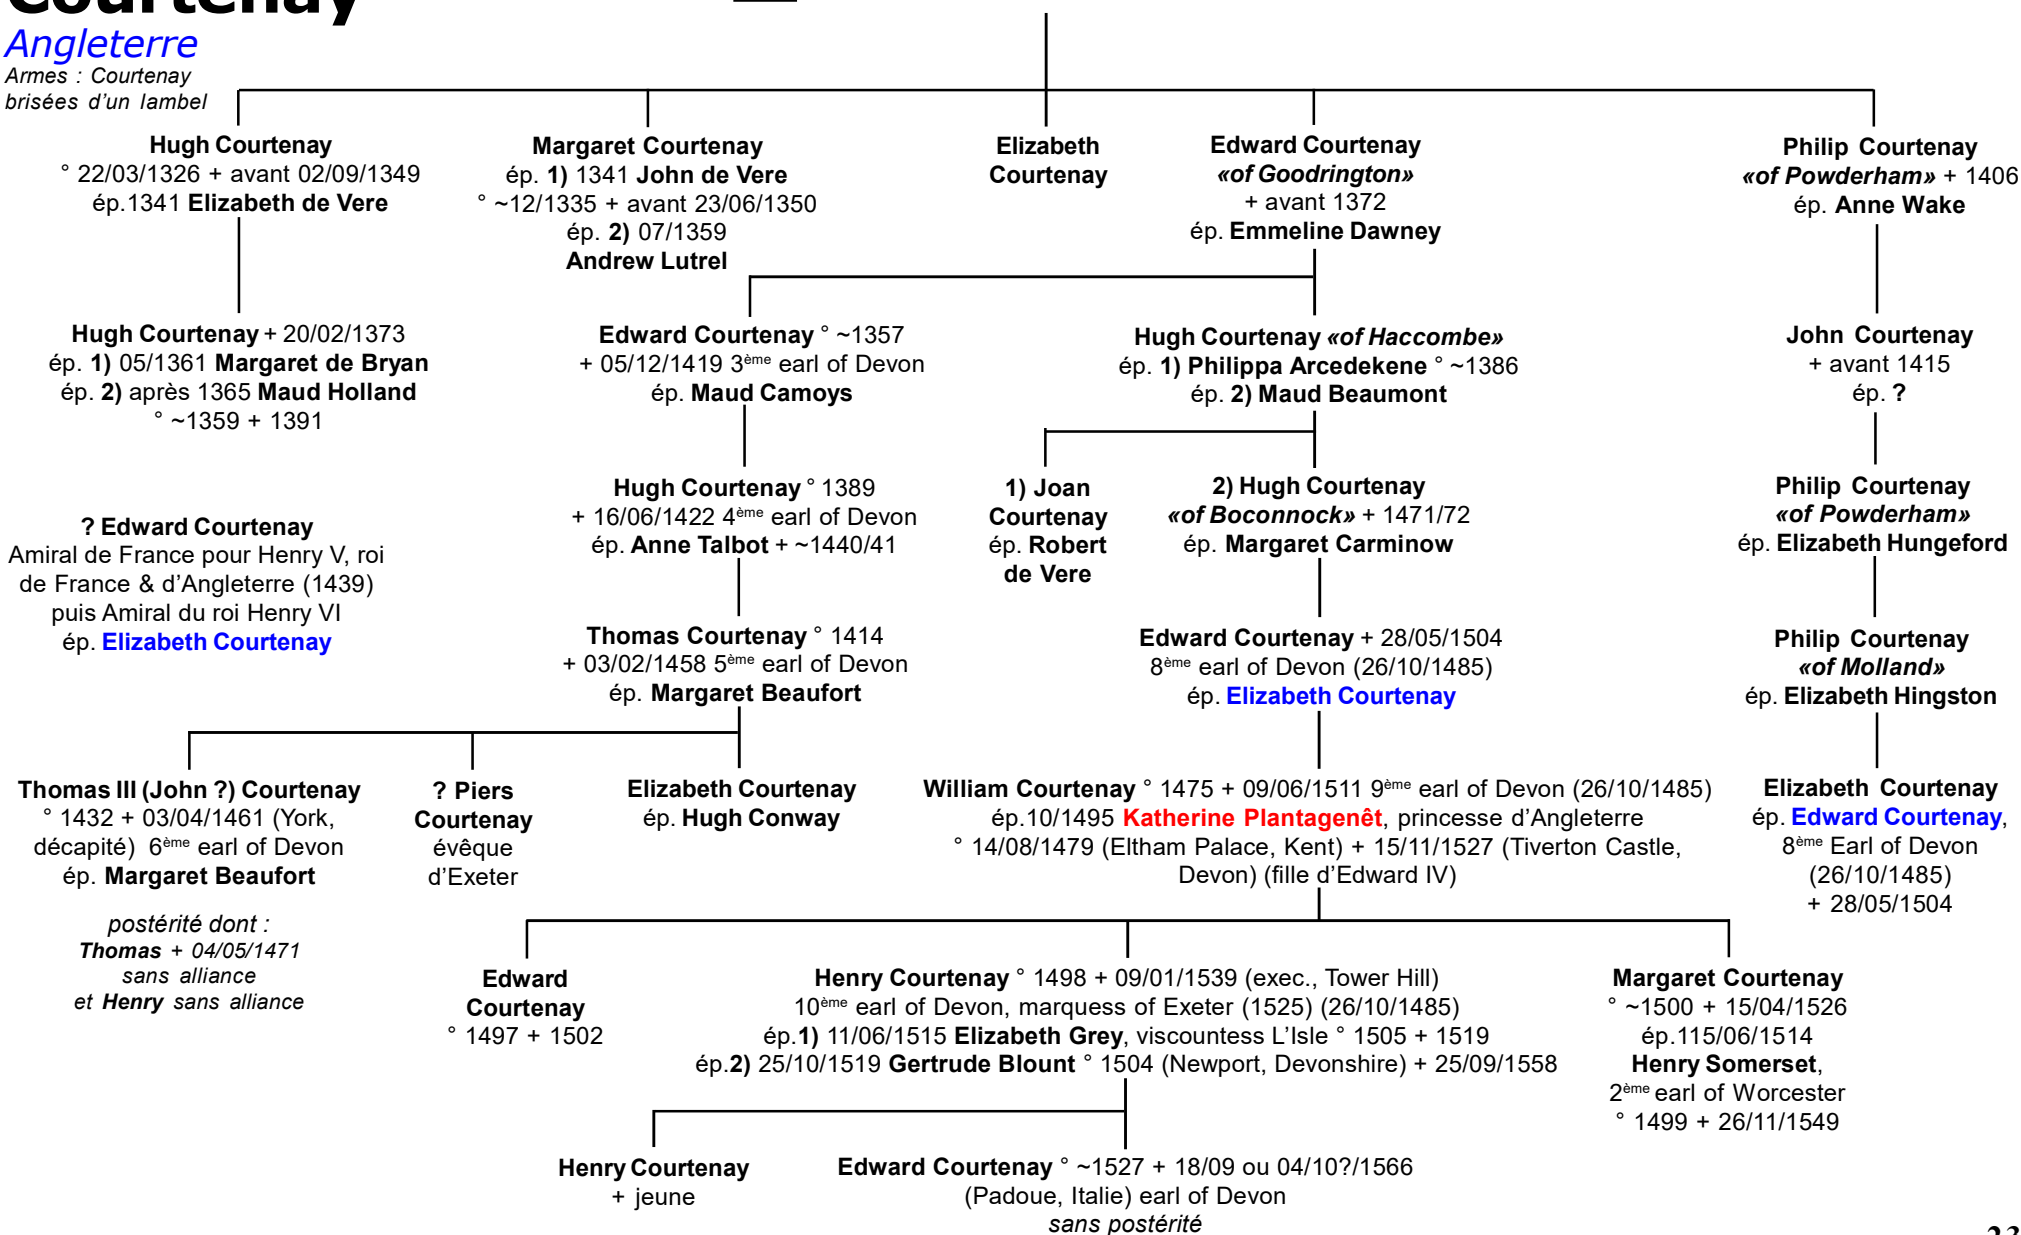 Courtenay
Angleterre
Armes : Courtenay
brisées d'un lambel
Hugh Courtenay
° 22/03/1326 + avant 02/09/1349
ép.1341 Elizabeth de Vere
Margaret Courtenay
ép. 1) 1341 John de Vere
° ~12/1335 + avant 23/06/1350
ép. 2) 07/1359
Andrew Lutrel
Elizabeth
Courtenay
Edward Courtenay
«of Goodrington»
+ avant 1372
ép. Emmeline Dawney
Philip Courtenay
«of Powderham» + 1406
ép. Anne Wake
Hugh Courtenay + 20/02/1373
ép. 1) 05/1361 Margaret de Bryan
ép. 2) après 1365 Maud Holland
° ~1359 + 1391
Edward Courtenay ° ~1357
+ 05/12/1419 3ème earl of Devon
ép. Maud Camoys
Hugh Courtenay «of Haccombe»
ép. 1) Philippa Arcedekene ° ~1386
ép. 2) Maud Beaumont
John Courtenay
+ avant 1415
ép. ?
? Edward Courtenay
Amiral de France pour Henry V, roi
de France & d'Angleterre (1439)
puis Amiral du roi Henry VI
ép. Elizabeth Courtenay
Hugh Courtenay ° 1389
+ 16/06/1422 4ème earl of Devon
ép. Anne Talbot + ~1440/41
1) Joan
Courtenay
ép. Robert
de Vere
2) Hugh Courtenay
«of Boconnock» + 1471/72
ép. Margaret Carminow
Philip Courtenay
«of Powderham»
ép. Elizabeth Hungeford
Thomas Courtenay ° 1414
+ 03/02/1458 5ème earl of Devon
ép. Margaret Beaufort
Edward Courtenay + 28/05/1504
8ème earl of Devon (26/10/1485)
ép. Elizabeth Courtenay
Philip Courtenay
«of Molland»
ép. Elizabeth Hingston
Thomas III (John ?) Courtenay
° 1432 + 03/04/1461 (York,
décapité) 6ème earl of Devon
ép. Margaret Beaufort
postérité dont :
Thomas + 04/05/1471
sans alliance
et Henry sans alliance
? Piers
Courtenay
évêque
d'Exeter
Elizabeth Courtenay
ép. Hugh Conway
William Courtenay ° 1475 + 09/06/1511 9ème earl of Devon (26/10/1485)
ép.10/1495 Katherine Plantagenêt, princesse d'Angleterre
° 14/08/1479 (Eltham Palace, Kent) + 15/11/1527 (Tiverton Castle,
Devon) (fille d'Edward IV)
Elizabeth Courtenay
ép. Edward Courtenay,
8ème Earl of Devon
(26/10/1485)
+ 28/05/1504
Edward
Courtenay
° 1497 + 1502
Henry Courtenay ° 1498 + 09/01/1539 (exec., Tower Hill)
10ème earl of Devon, marquess of Exeter (1525) (26/10/1485)
ép.1) 11/06/1515 Elizabeth Grey, viscountess L'Isle ° 1505 + 1519
ép.2) 25/10/1519 Gertrude Blount ° 1504 (Newport, Devonshire) + 25/09/1558
Margaret Courtenay
° ~1500 + 15/04/1526
ép.115/06/1514
Henry Somerset,
2ème earl of Worcester
° 1499 + 26/11/1549
Henry Courtenay
+ jeune
Edward Courtenay ° ~1527 + 18/09 ou 04/10?/1566
(Padoue, Italie) earl of Devon
sans postérité